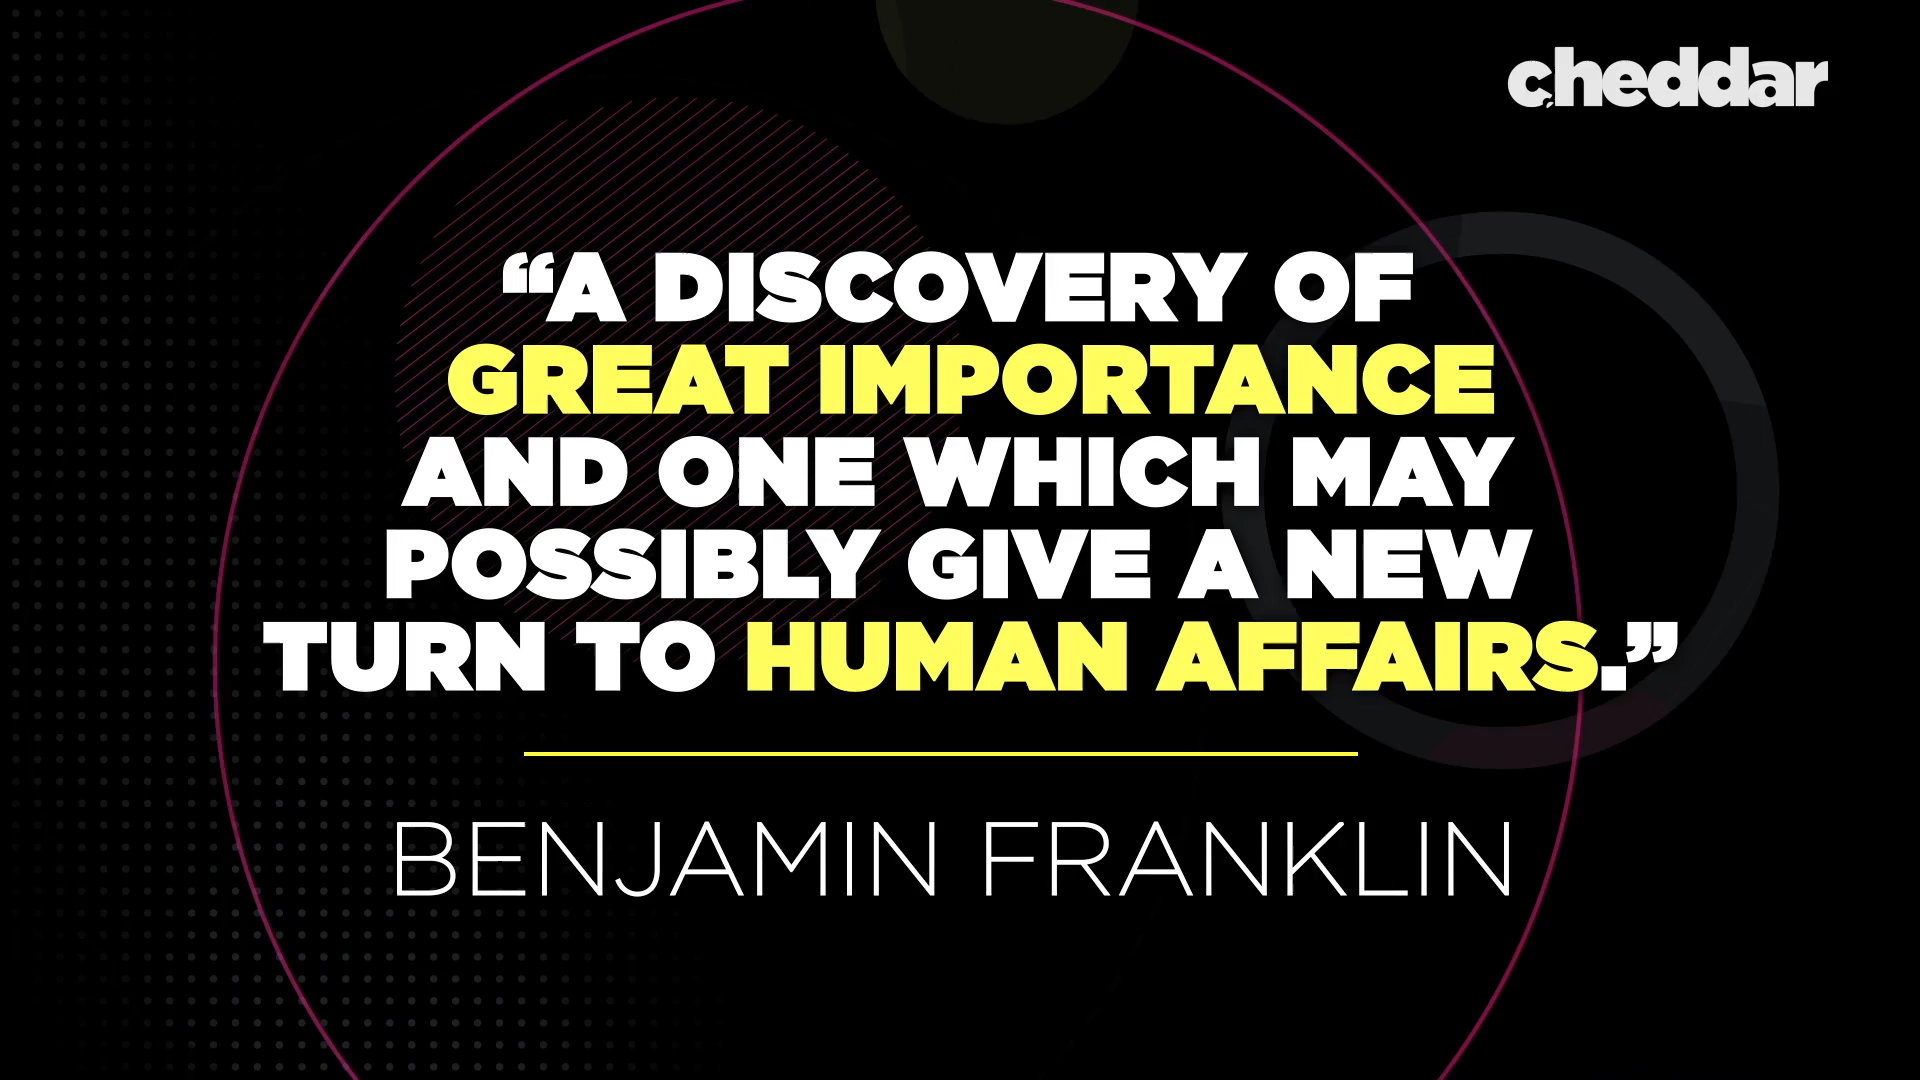 cheddar
“A DISCOVERY OF
GREAT IMPORTANCE
AND ONE WHICH MAY
POSSIBLY GIVE A NEW
TURN TO HUMAN AFFAIRS.”
BENJAMIN FRANKLIN